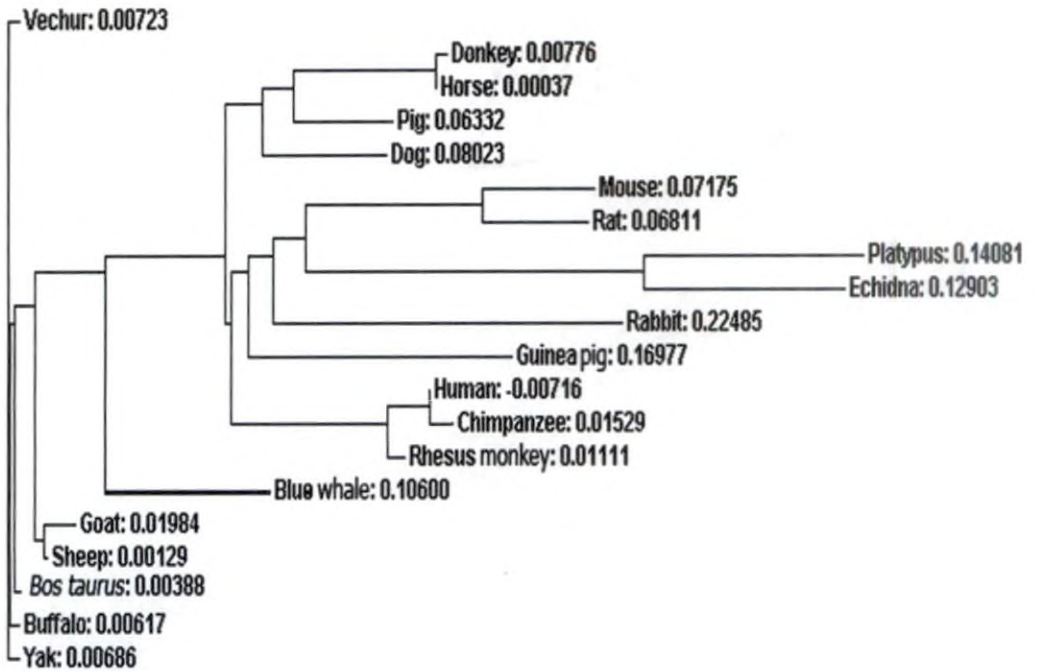 Vechur: 0.00723
Donkey: 0.00776
Horse: 0.00037
Pig: 0.06332
Dog: 0.08023
Mouse: 0.07175
Rat: 0.06811
Platypus: 0.14081
Echidna: 0.12903
Rabbit: 0.22485
Guinea pig: 0.16977
Human: -0.00716
Chimpanzee: 0.01529
Rhesus monkey: 0.01111
Blue whale: 0.10600
Goat: 0.01984
Sheep: 0.00129
Bos taurus: 0.00388
Buffalo: 0.00617
Yak: 0.00686